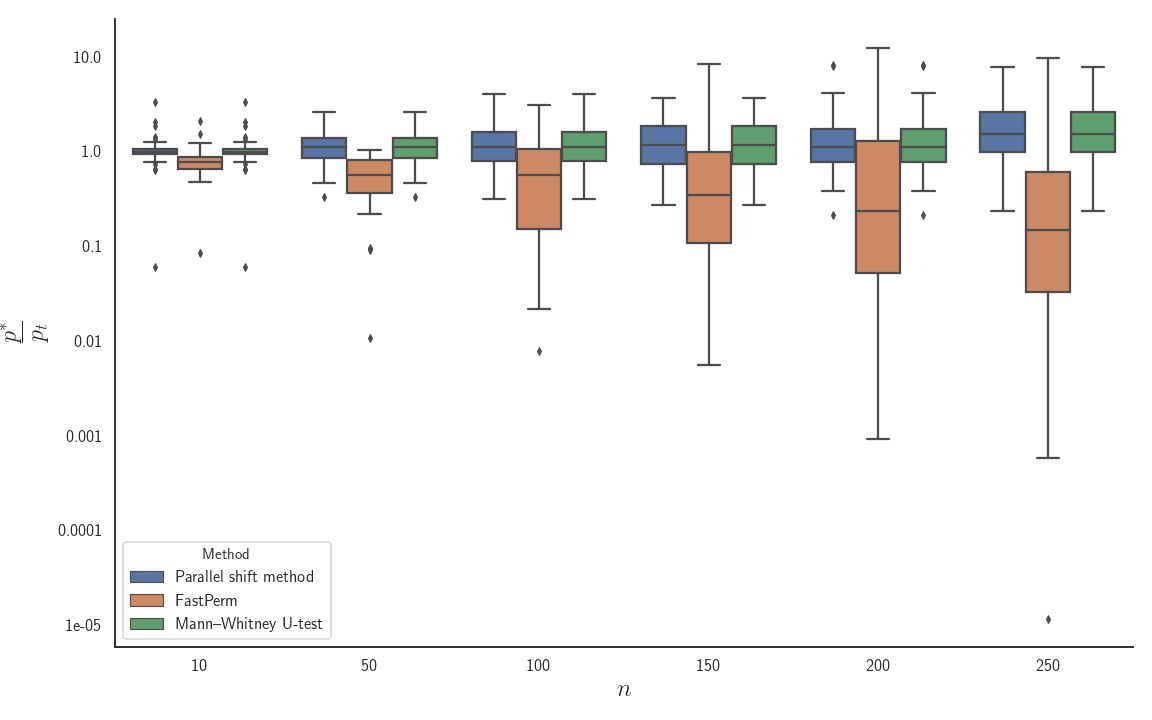 10.0
1.0
0.1
0.01
0.001
0.0001
1e-05
p*
p_t
Method
Parallel shift method
FastPerm
Mann–Whitney U-test
10 50 100 150 200 250
n